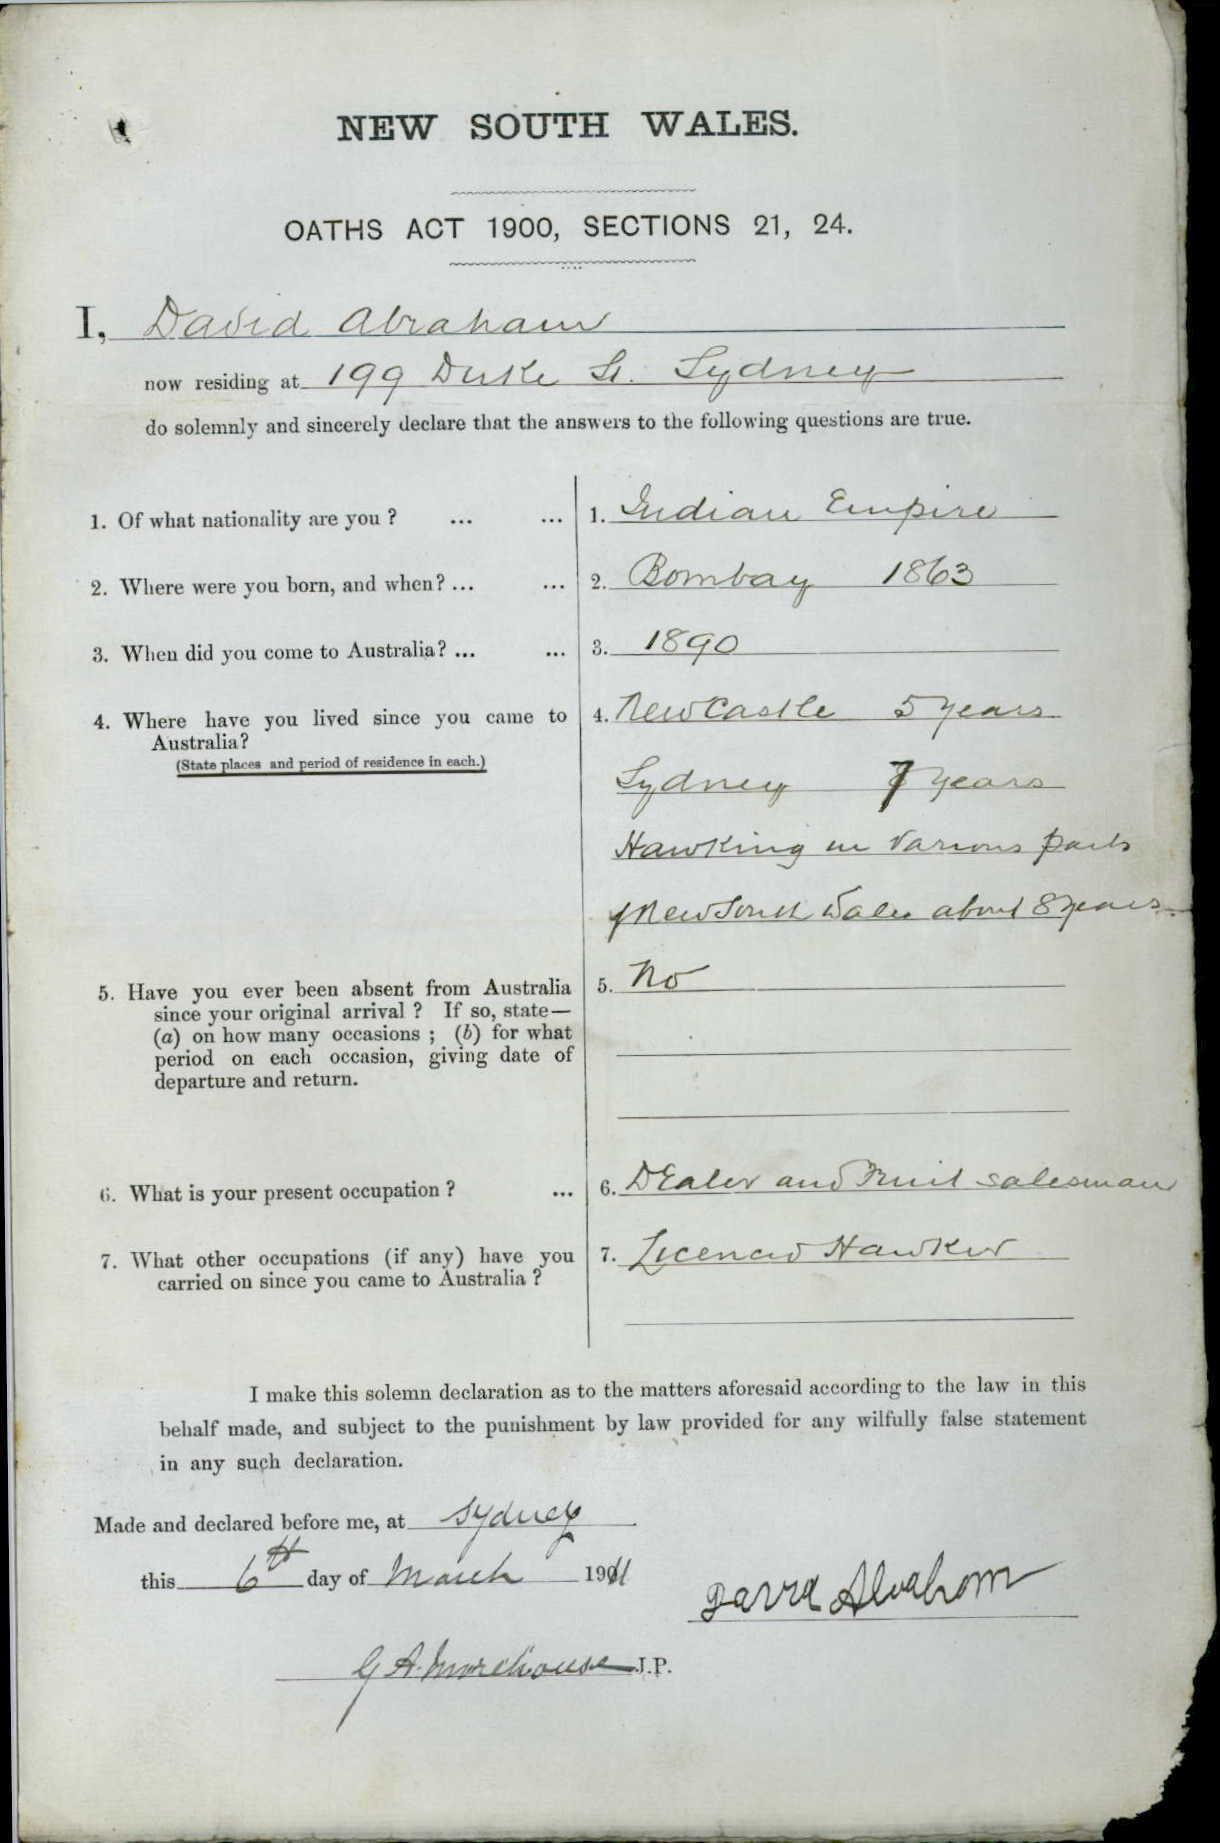 NEW SOUTH WALES.
OATHS ACT 1900, SECTIONS 21, 24.
I, David Abraham
now residing at 199 Duke St. Sydney
do solemnly and sincerely declare that the answers to the following questions are true.
1. Of what nationality are you ? ... ... 1. Indian Empire
2. Where were you born, and when? ... ... 2. Bombay 1863
3. When did you come to Australia? ... ... 3. 1890
4. Where have you lived since you came to 4. NewCastle 5 years
Australia?
(State places and period of residence in each.)
Sydney 7 years
Hawking in Various parts
of New South Wales about 8 years.
5. Have you ever been absent from Australia 5. No
since your original arrival ? If so, state—
(a) on how many occasions ; (b) for what
period on each occasion, giving date of
departure and return.
6. What is your present occupation ? ... 6. Dealer and Fruit salesman
7. What other occupations (if any) have you 7. Licencd Hawker
carried on since you came to Australia ?
I make this solemn declaration as to the matters aforesaid according to the law in this
behalf made, and subject to the punishment by law provided for any wilfully false statement
in any such declaration.
Made and declared before me, at Sydney
this 6th day of March 1911
David Abraham
G A. Morehouse J.P.